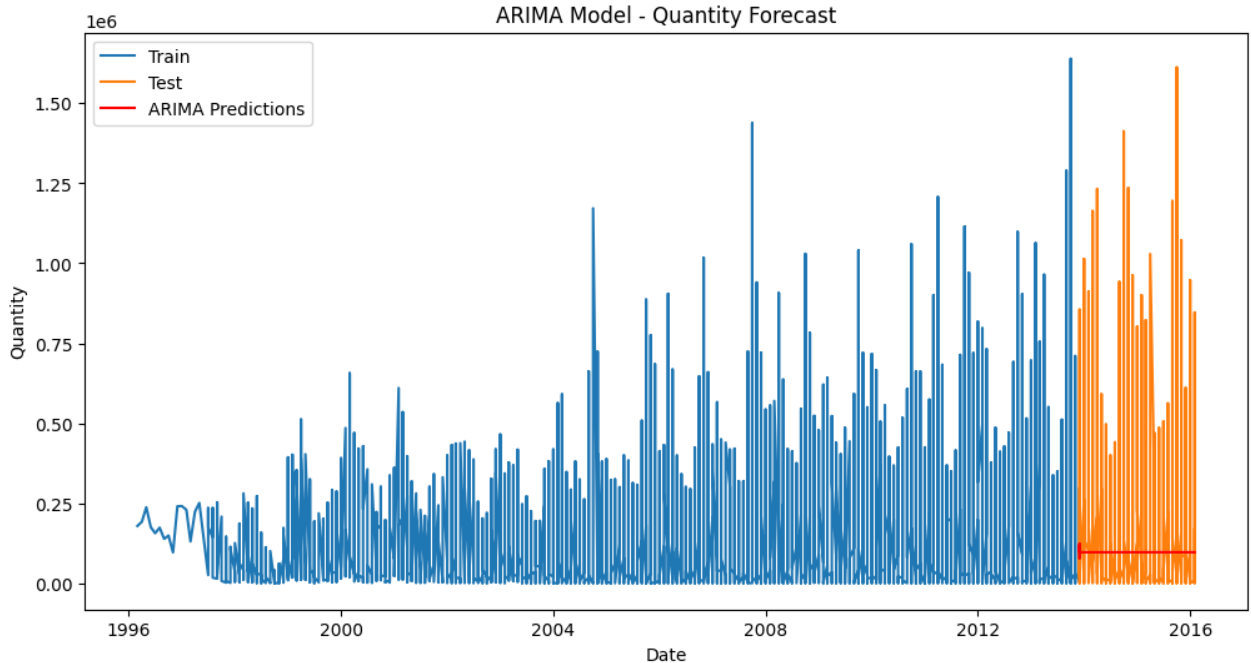 ARIMA Model - Quantity Forecast
1e6
Train
Test
ARIMA Predictions
1.50
1.25
1.00
0.75
0.50
0.25
0.00
Quantity
1996 2000 2004 2008 2012 2016
Date